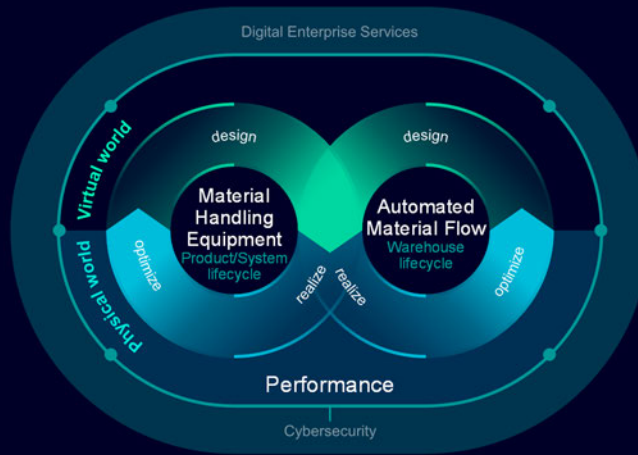 Digital Enterprise Services
Virtual world
design
design
Material
Handling
Equipment
Product/System
lifecycle
Automated
Material Flow
Warehouse
lifecycle
optimize
realize
realize
optimize
Physical world
Performance
Cybersecurity